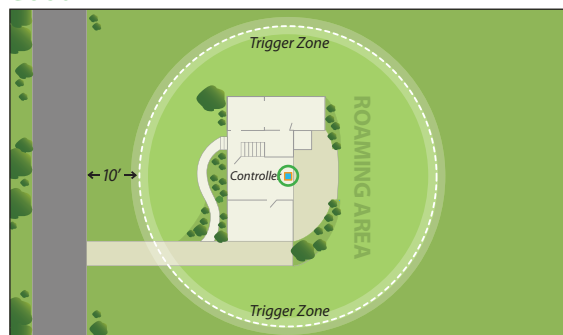 Trigger Zone
ROAMING AREA
10'
Controller
Trigger Zone